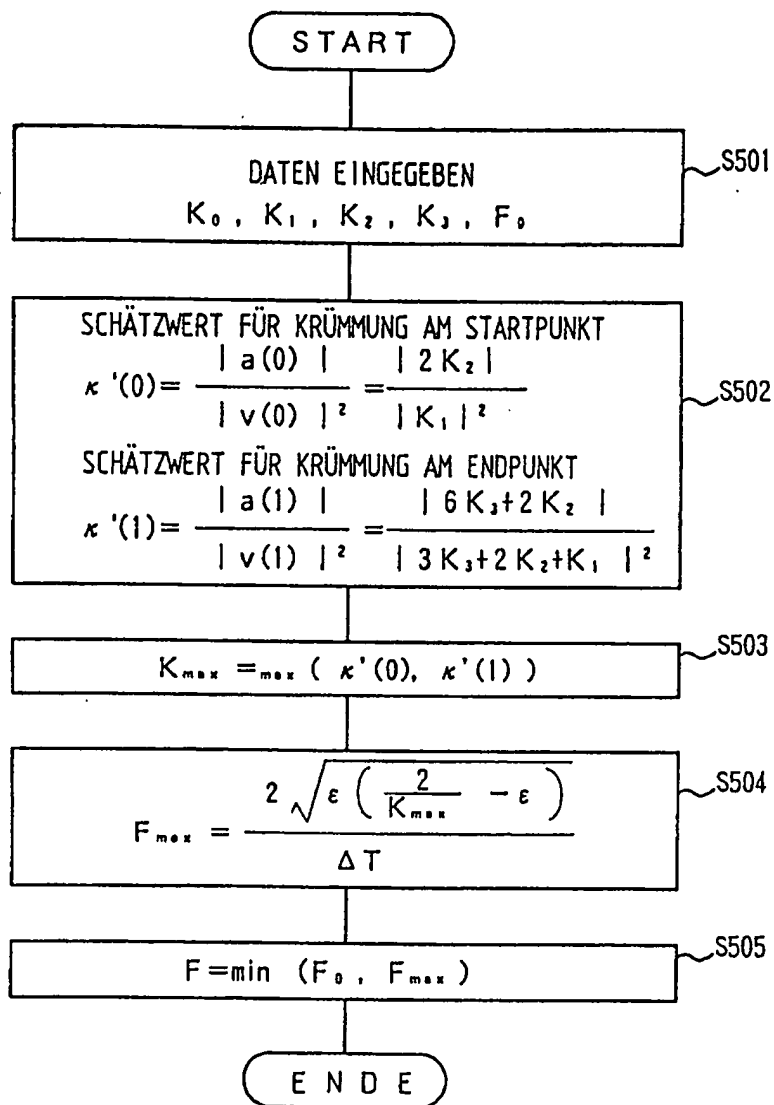 START
DATEN EINGEGEBEN
K₀ , K₁ , K₂ , K₃ , F₀
S501
SCHÄTZWERT FÜR KRÜMMUNG AM STARTPUNKT
κ'(0)= | a(0) | / | v(0) |² = | 2K₂ | / | K₁ |²
SCHÄTZWERT FÜR KRÜMMUNG AM ENDPUNKT
κ'(1)= | a(1) | / | v(1) |² = | 6K₃+2K₂ | / | 3K₃+2K₂+K₁ |²
S502
Kₘₐₓ =ₘₐₓ ( κ'(0), κ'(1) )
S503
Fₘₐₓ = 2 √(ε ( 2 / Kₘₐₓ - ε )) / ΔT
S504
F=min (F₀ , Fₘₐₓ )
S505
ENDE